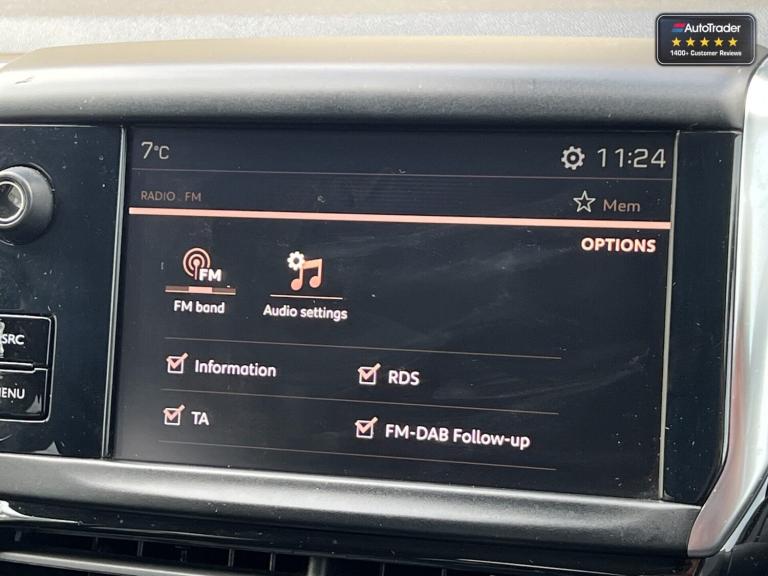 AutoTrader
1400+ Customer Reviews
7°C
11:24
RADIO FM
Mem
OPTIONS
FM
FM band
Audio settings
SRC
Information
RDS
MENU
TA
FM-DAB Follow-up